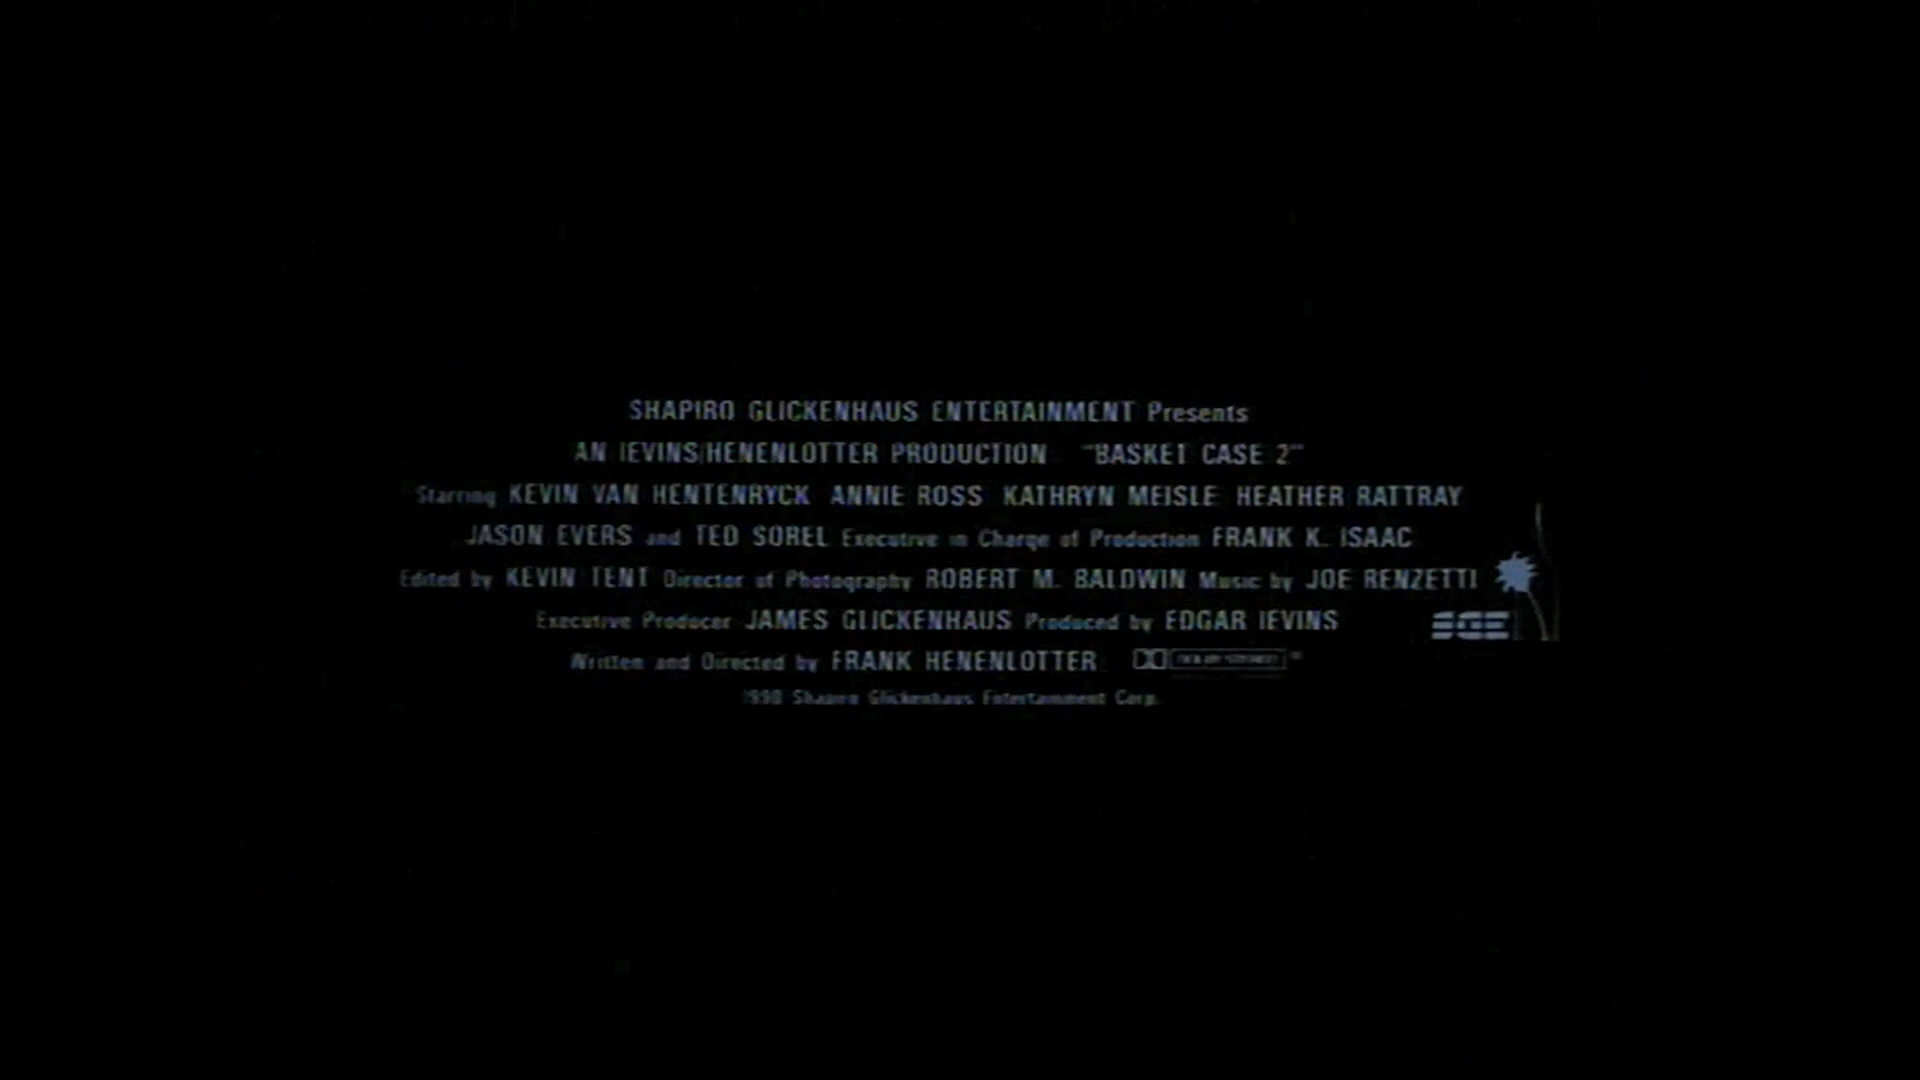 SHAPIRO GLICKENHAUS ENTERTAINMENT Presents
AN IEVINS/HENENLOTTER PRODUCTION "BASKET CASE 2"
Starring KEVIN VAN HENTENRYCK ANNIE ROSS KATHRYN MEISLE HEATHER RATTRAY
JASON EVERS and TED SOREL Executive in Charge of Production FRANK K. ISAAC
Edited by KEVIN TENT Director of Photography ROBERT M. BALDWIN Music by JOE RENZETTI
Executive Producer JAMES GLICKENHAUS Produced by EDGAR IEVINS
SGE
Written and Directed by FRANK HENENLOTTER DOLBY STEREO
1990 Shapiro Glickenhaus Entertainment Corp.